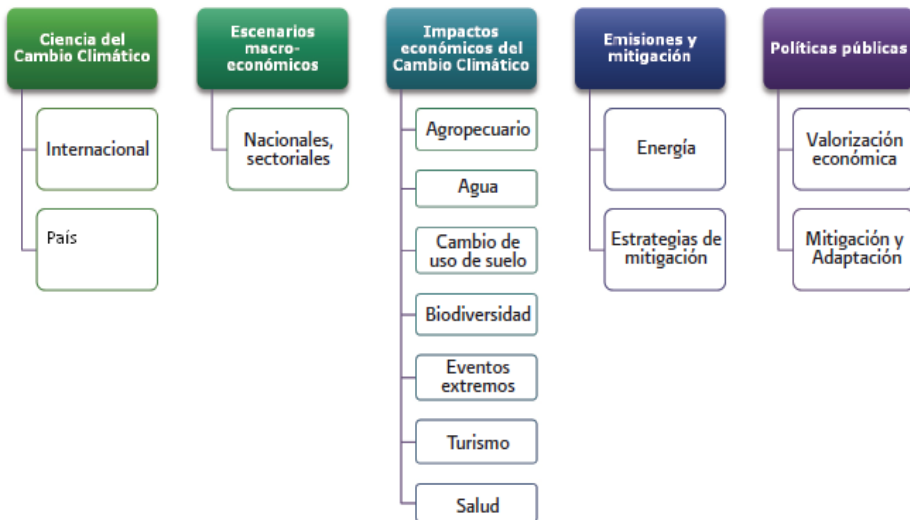 Ciencia del
Cambio Climático
Internacional
País
Escenarios
macro-
económicos
Nacionales,
sectoriales
Impactos
económicos del
Cambio Climático
Agropecuario
Agua
Cambio de
uso de suelo
Biodiversidad
Eventos
extremos
Turismo
Salud
Emisiones y
mitigación
Energía
Estrategias de
mitigación
Políticas públicas
Valorización
económica
Mitigación y
Adaptación